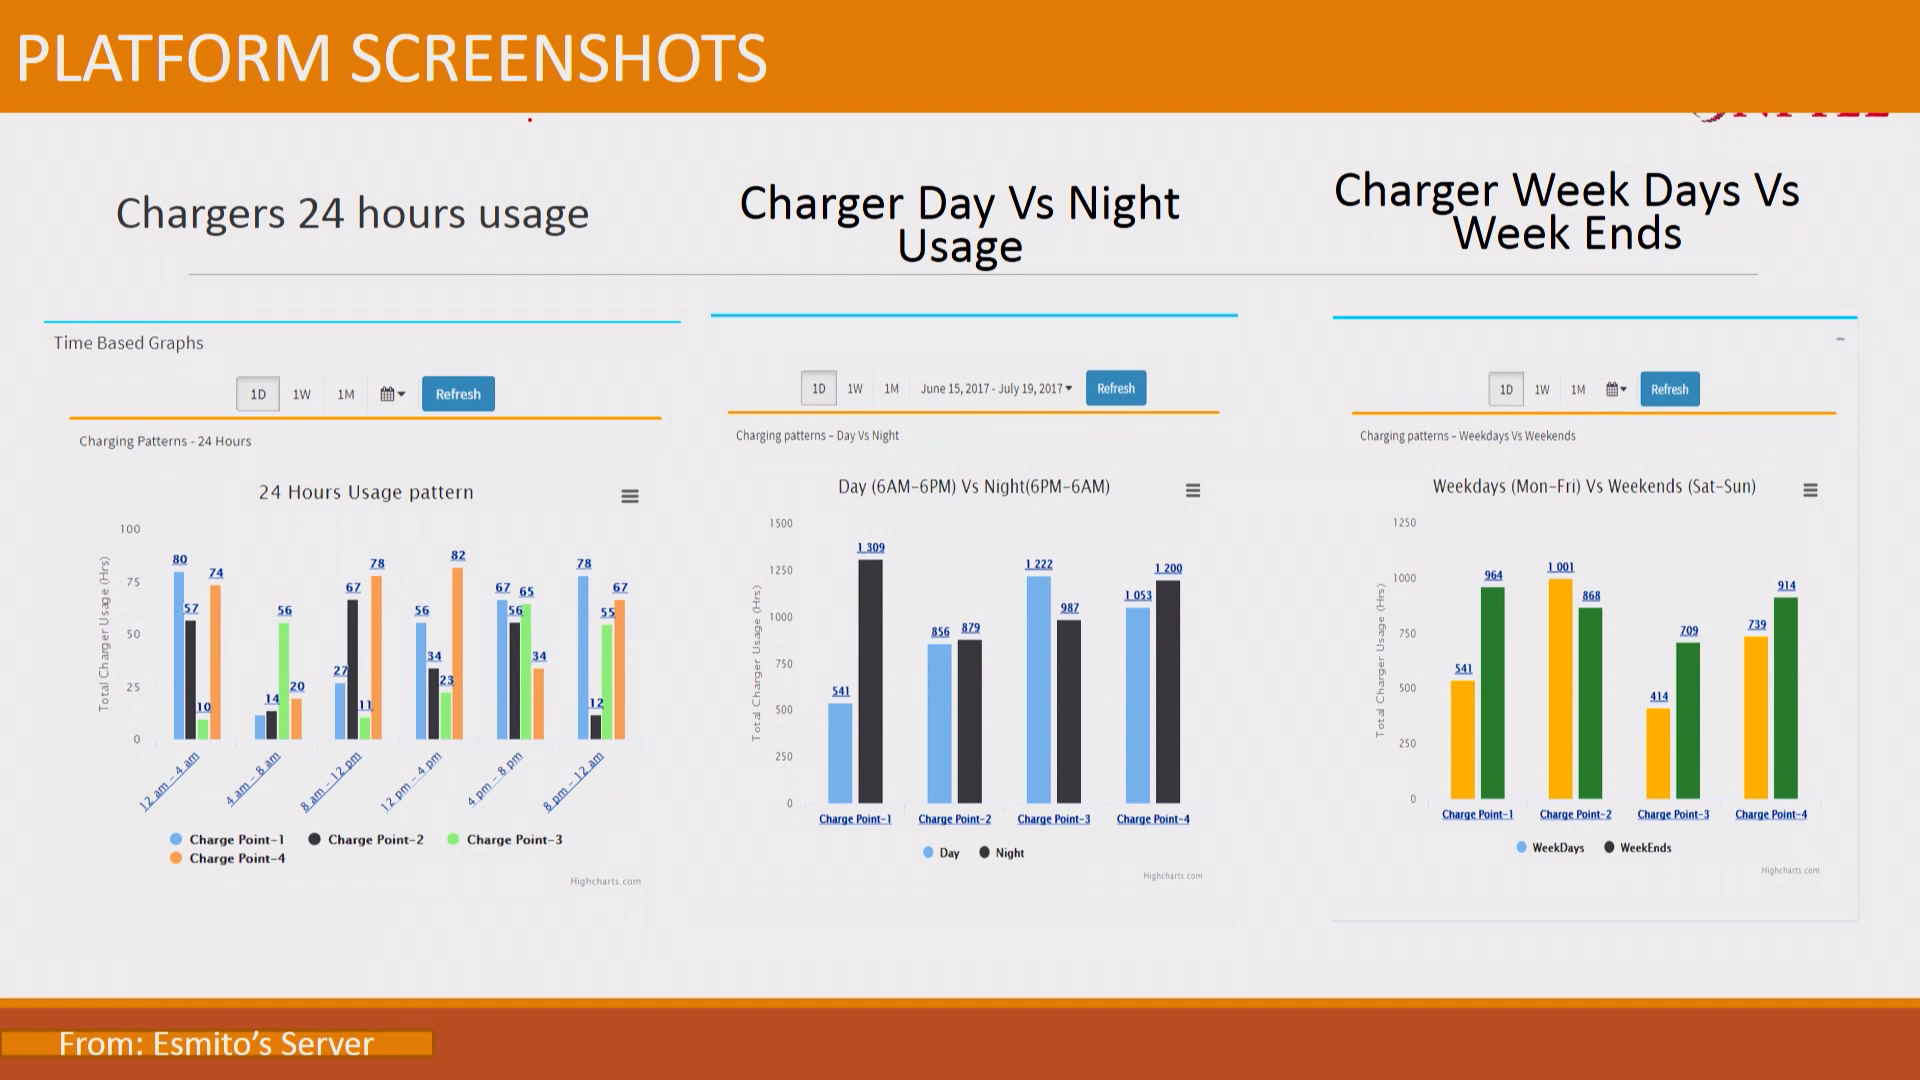 PLATFORM SCREENSHOTS
Chargers 24 hours usage
Time Based Graphs
1D 1W 1M Refresh
Charging Patterns - 24 Hours
24 Hours Usage pattern
Total Charger Usage (Hrs)
100
75
50
25
0
80 57 10 74
14 56 20
27 67 11 78
56 34 23 82
67 56 65 34
78 12 55 67
12 am - 4 am
4 am - 8 am
8 am - 12 pm
12 pm - 4 pm
4 pm - 8 pm
8 pm - 12 am
Charge Point-1 Charge Point-2 Charge Point-3
Charge Point-4
Highcharts.com
Charger Day Vs Night
Usage
1D 1W 1M June 15, 2017 - July 19, 2017 Refresh
Charging patterns – Day Vs Night
Day (6AM-6PM) Vs Night(6PM-6AM)
Total Charger Usage (Hrs)
1500
1250
1000
750
500
250
0
541 1 309
856 879
1 222 987
1 053 1 200
Charge Point-1 Charge Point-2 Charge Point-3 Charge Point-4
Day Night
Highcharts.com
Charger Week Days Vs
Week Ends
1D 1W 1M Refresh
Charging patterns – Weekdays Vs Weekends
Weekdays (Mon-Fri) Vs Weekends (Sat-Sun)
Total Charger Usage (Hrs)
1250
1000
750
500
250
0
541 964
1 001 868
414 709
739 914
Charge Point-1 Charge Point-2 Charge Point-3 Charge Point-4
WeekDays WeekEnds
Highcharts.com
From: Esmito’s Server